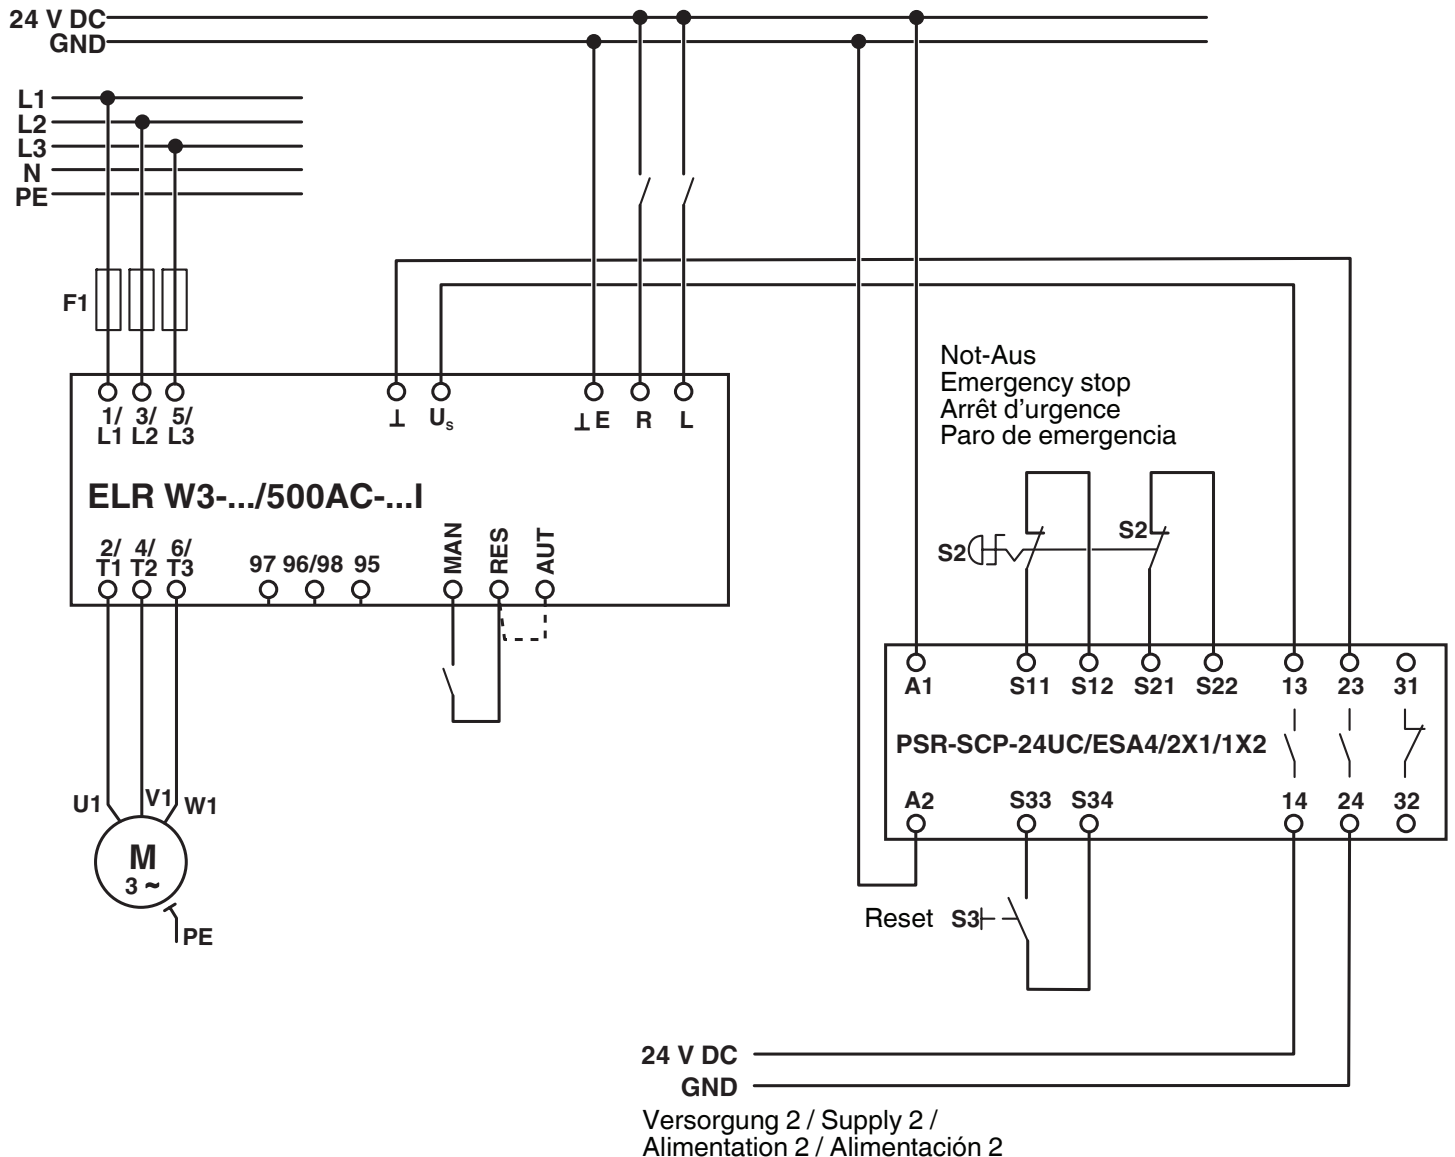 24 V DC
GND
L1
L2
L3
N
PE
F1
Not-Aus
Emergency stop
Arrêt d'urgence
Paro de emergencia
1/ 3/ 5/
L1 L2 L3
⊥ Us ⊥E R L
ELR W3-.../500AC-...I
2/ 4/ 6/
T1 T2 T3
97 96/98 95
MAN RES AUT
S2 S2
A1 S11 S12 S21 S22 13 23 31
PSR-SCP-24UC/ESA4/2X1/1X2
A2 S33 S34 14 24 32
U1 V1 W1
M
3 ~
PE
Reset S3
24 V DC
GND
Versorgung 2 / Supply 2 /
Alimentation 2 / Alimentación 2